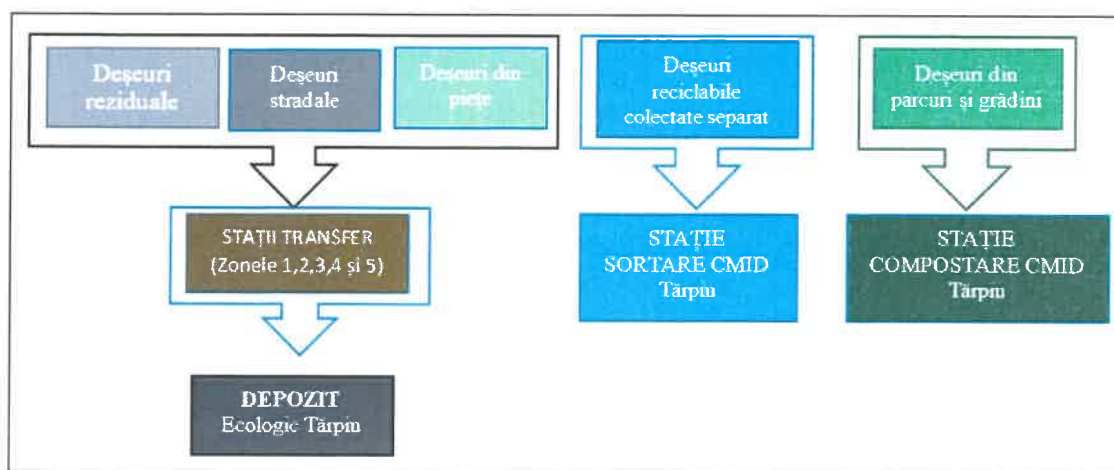 Deșeuri
reziduale
Deșeuri
stradale
Deșeuri din
piețe
Deșeuri
reciclabile
colectate separat
Deșeuri din
parcuri și grădini
STAȚII TRANSFER
(Zonele 1,2,3,4 și 5)
STAȚIE
SORTARE CMID
Tărpiu
STAȚIE
COMPOSTARE CMID
Tărpiu
DEPOZIT
Ecologic Tărpiu